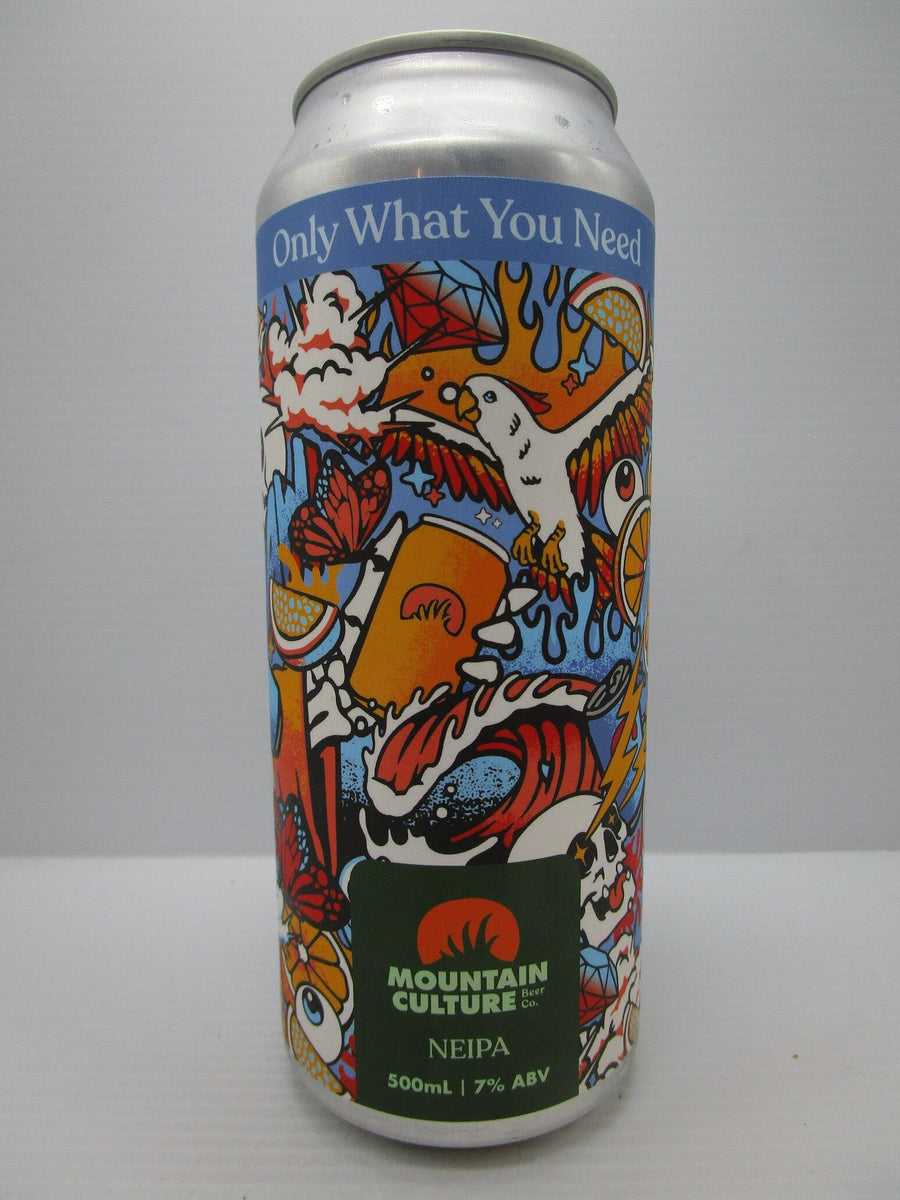 Only What You Need
MOUNTAIN
CULTURE Beer Co.
NEIPA
500mL | 7% ABV